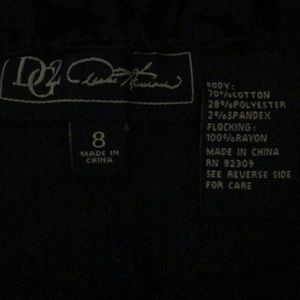 DG2
8
MADE IN
CHINA
BODY:
70%COTTON
28%POLYESTER
2%SPANDEX
FLOCKING:
100%RAYON
MADE IN CHINA
RN 92309
SEE REVERSE SIDE
FOR CARE